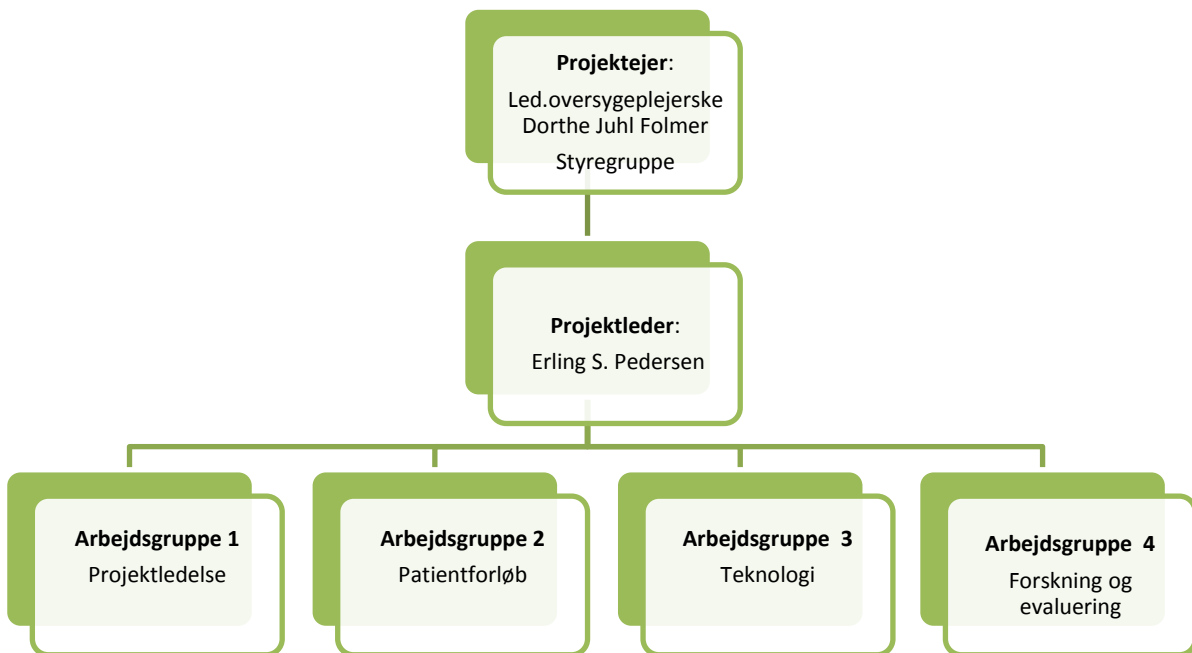 Projektejer:
Led.oversygeplejerske
Dorthe Juhl Folmer
Styregruppe
Projektleder:
Erling S. Pedersen
Arbejdsgruppe 1
Projektledelse
Arbejdsgruppe 2
Patientforløb
Arbejdsgruppe 3
Teknologi
Arbejdsgruppe 4
Forskning og
evaluering